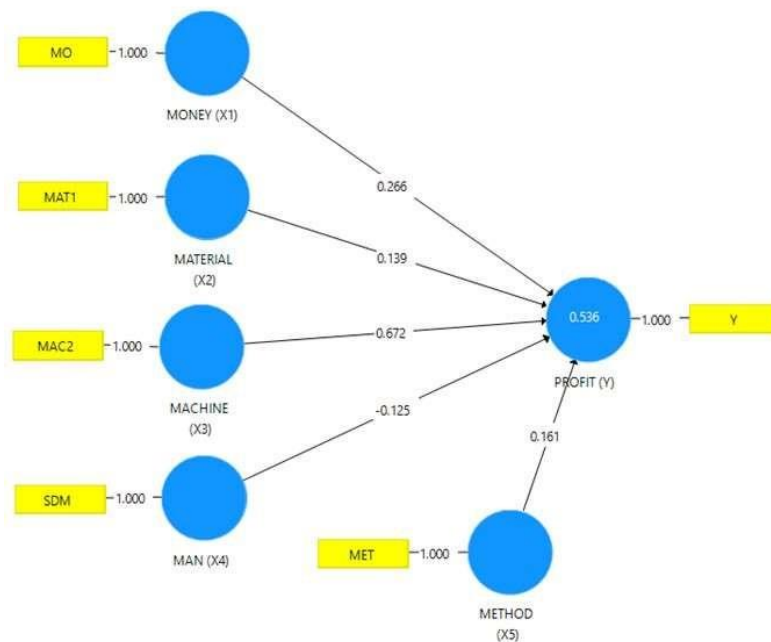 MO
1.000
MONEY (X1)
0.266
MAT1
1.000
MATERIAL
(X2)
0.139
MAC2
1.000
MACHINE
(X3)
0.672
0.536
1.000
Y
PROFIT (Y)
-0.125
SDM
1.000
MAN (X4)
0.161
MET
1.000
METHOD
(X5)